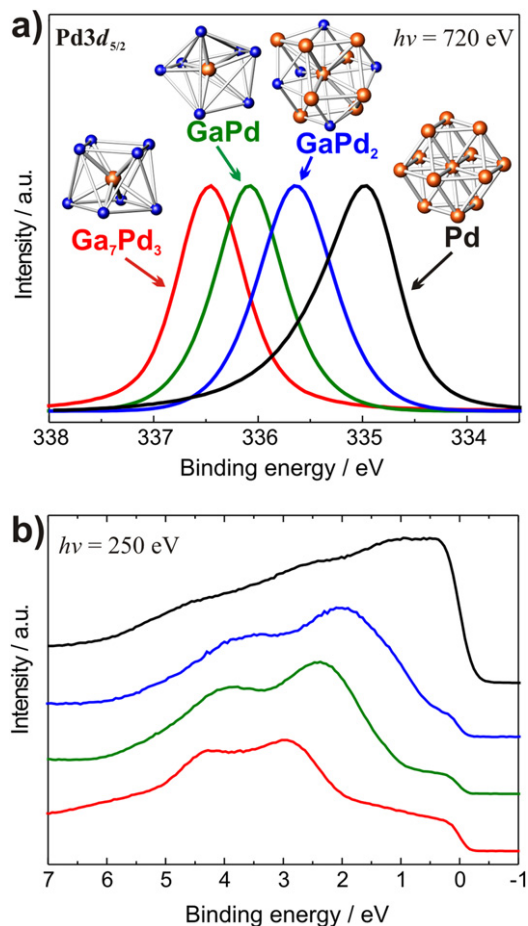 a)
Pd3d₅/₂
hν = 720 eV
GaPd
GaPd₂
Ga₇Pd₃
Pd
Intensity / a.u.
338 337 336 335 334
Binding energy / eV
b)
hν = 250 eV
Intensity / a.u.
7 6 5 4 3 2 1 0 -1
Binding energy / eV